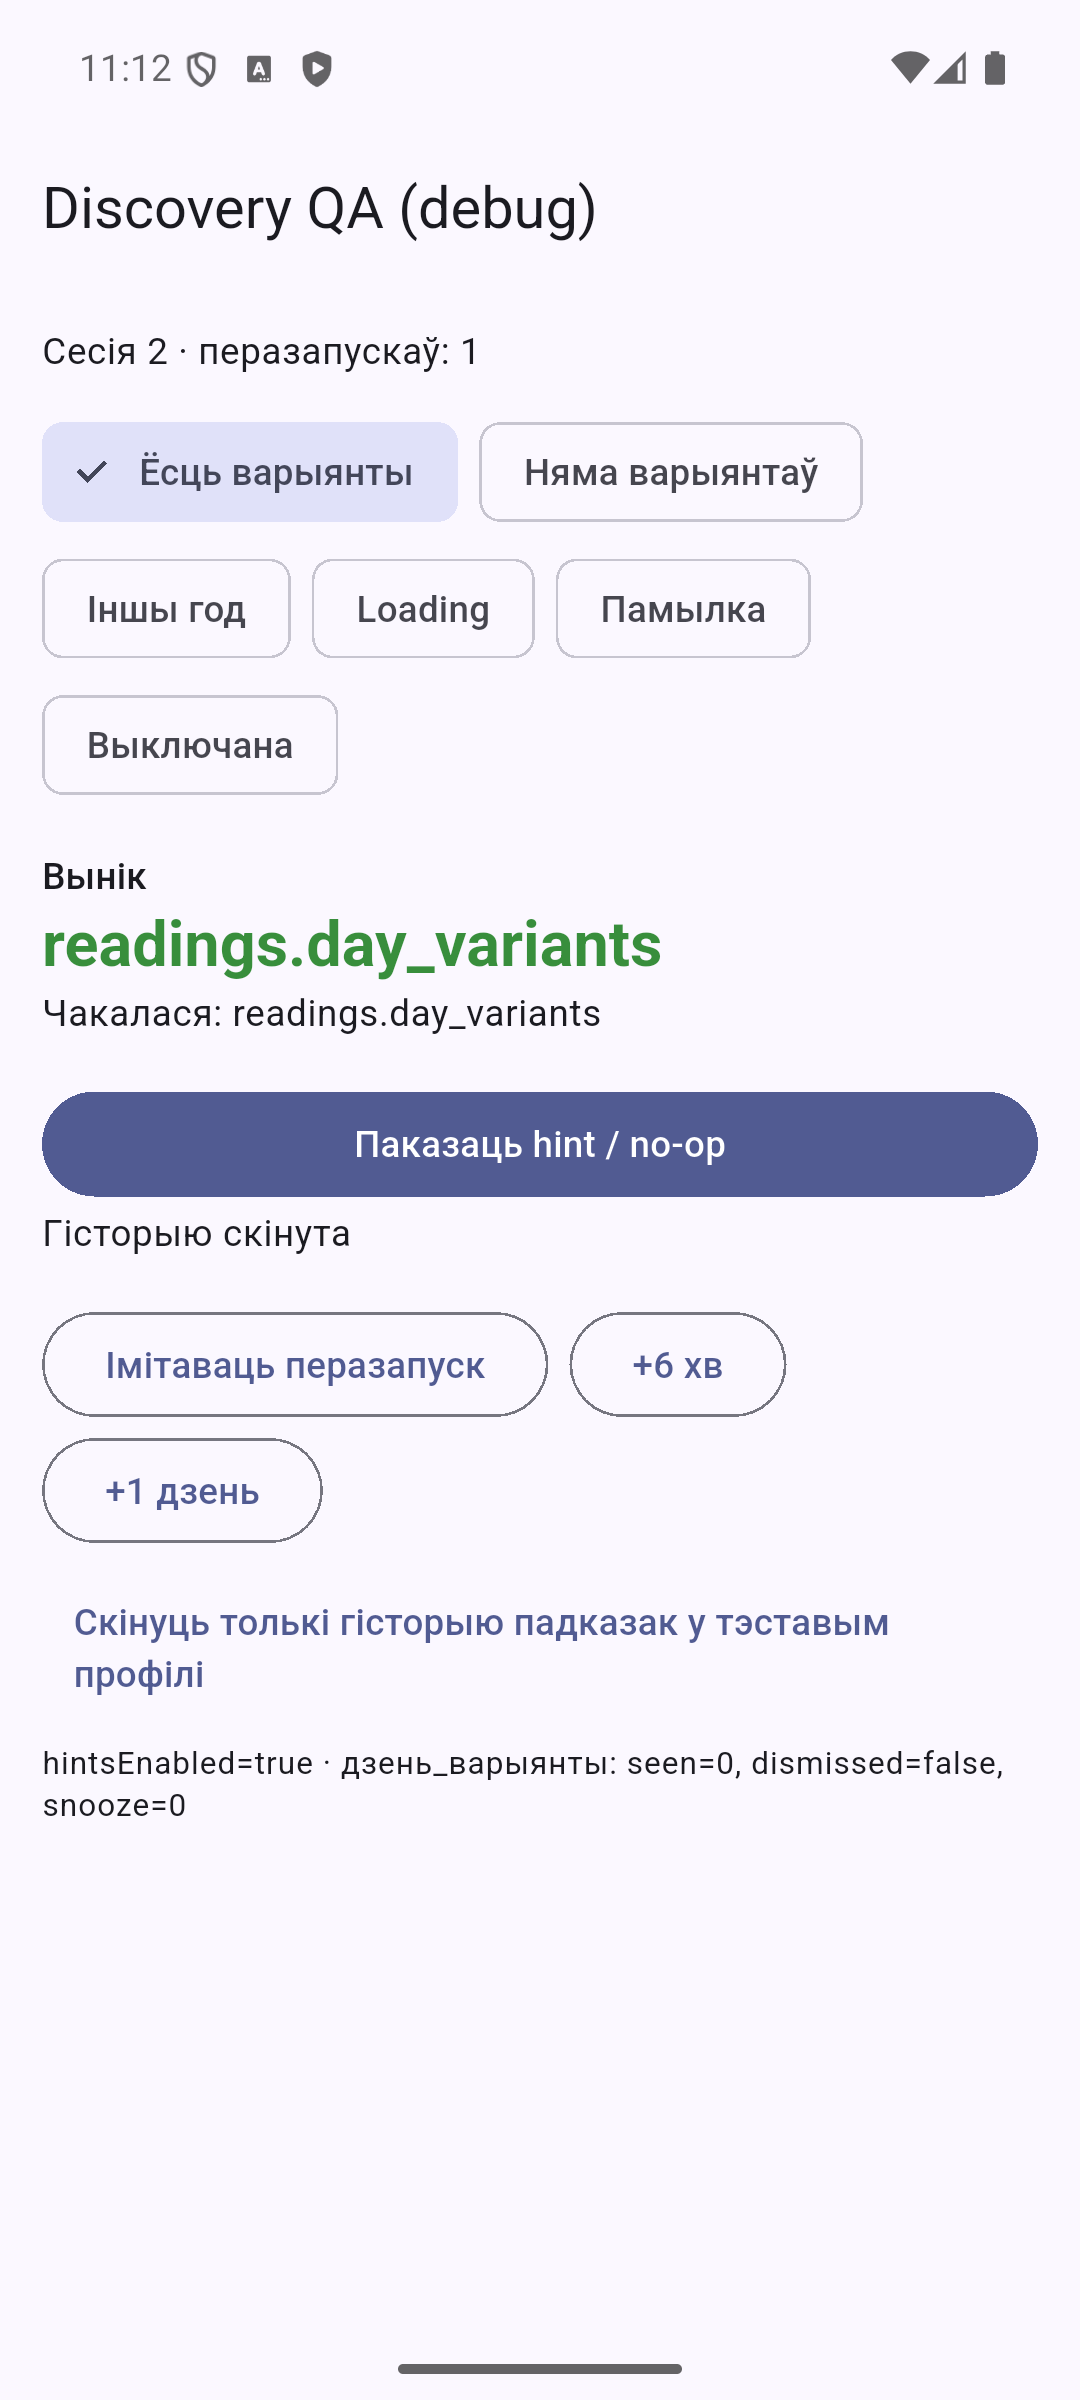 11:12
Discovery QA (debug)
Сесія 2 · перазапускаў: 1
Ёсць варыянты
Няма варыянтаў
Іншы год
Loading
Памылка
Выключана
Вынік
readings.day_variants
Чакалася: readings.day_variants
Паказаць hint / no-op
Гісторыю скінута
Імітаваць перазапуск
+6 хв
+1 дзень
Скінуць толькі гісторыю падказак у тэставым
профілі
hintsEnabled=true · дзень_варыянты: seen=0, dismissed=false,
snooze=0